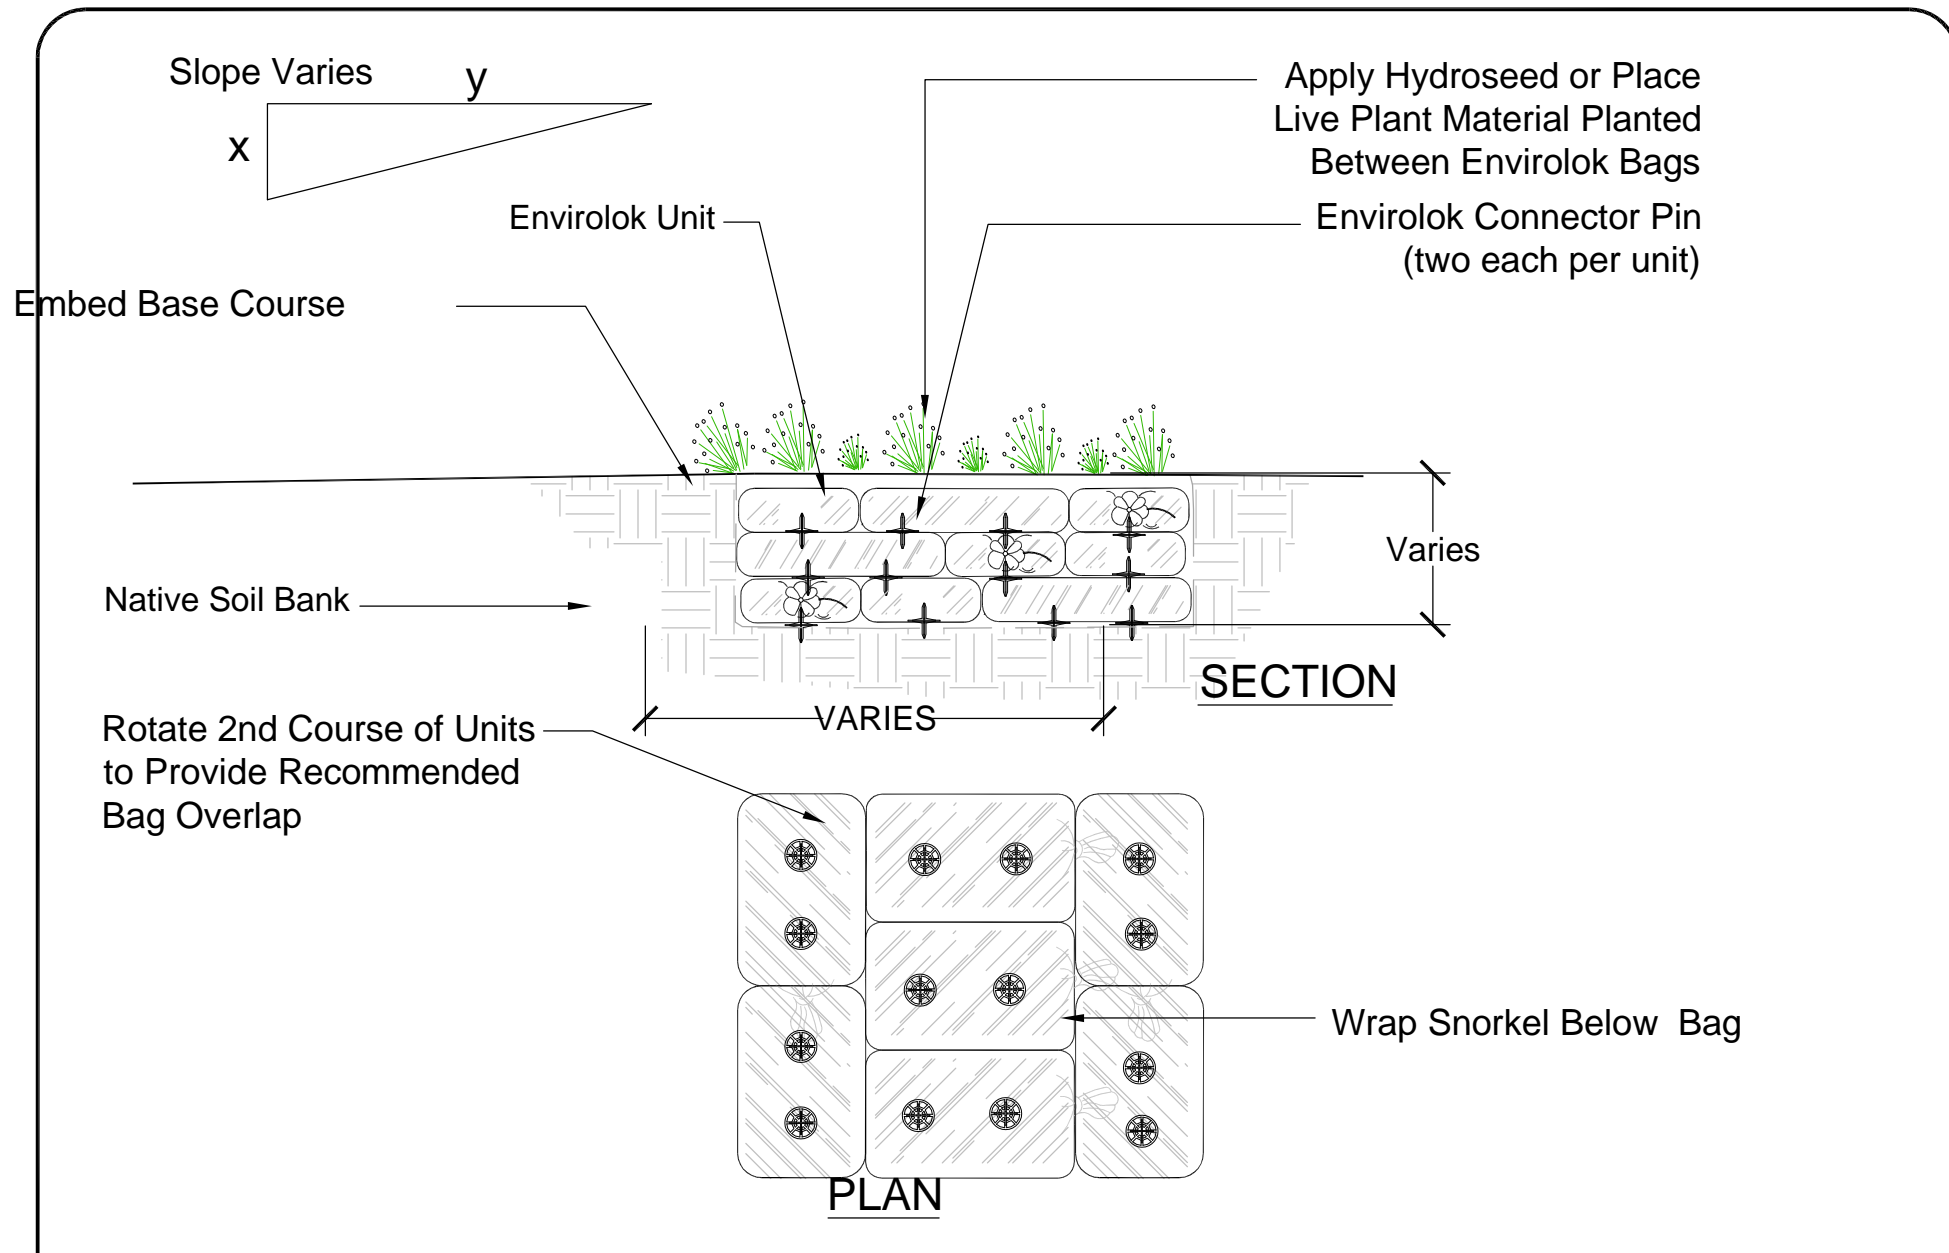 Slope Varies
y
x
Apply Hydroseed or Place
Live Plant Material Planted
Between Envirolok Bags
Envirolok Unit
Envirolok Connector Pin
(two each per unit)
Embed Base Course
Varies
Native Soil Bank
SECTION
VARIES
Rotate 2nd Course of Units
to Provide Recommended
Bag Overlap
Wrap Snorkel Below Bag
PLAN